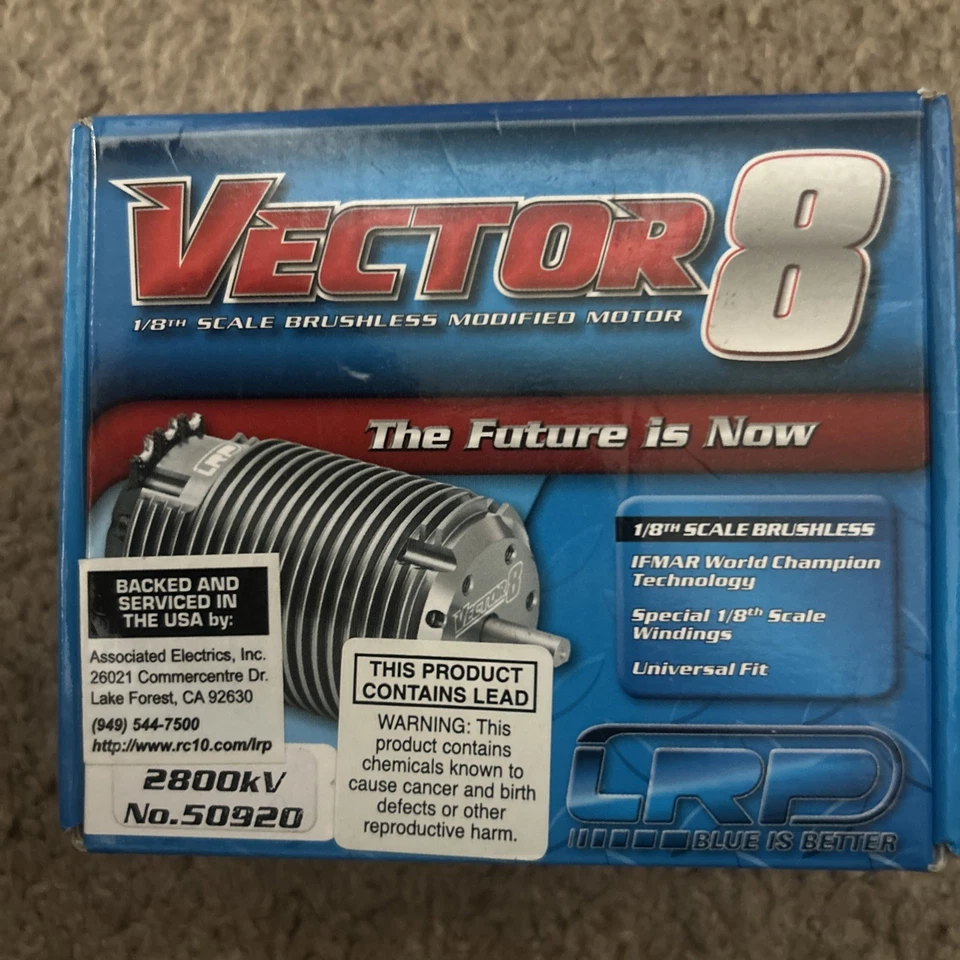 VECTOR 8
1/8TH SCALE BRUSHLESS MODIFIED MOTOR
The Future is Now
LRP
VECTOR 8
1/8TH SCALE BRUSHLESS
IFMAR World Champion
Technology
Special 1/8th Scale
Windings
Universal Fit
BACKED AND
SERVICED IN
THE USA by:
Associated Electrics, Inc.
26021 Commercentre Dr.
Lake Forest, CA 92630
(949) 544-7500
http://www.rc10.com/lrp
2800kV
No.50920
THIS PRODUCT
CONTAINS LEAD
WARNING: This
product contains
chemicals known to
cause cancer and birth
defects or other
reproductive harm.
LRP
BLUE IS BETTER